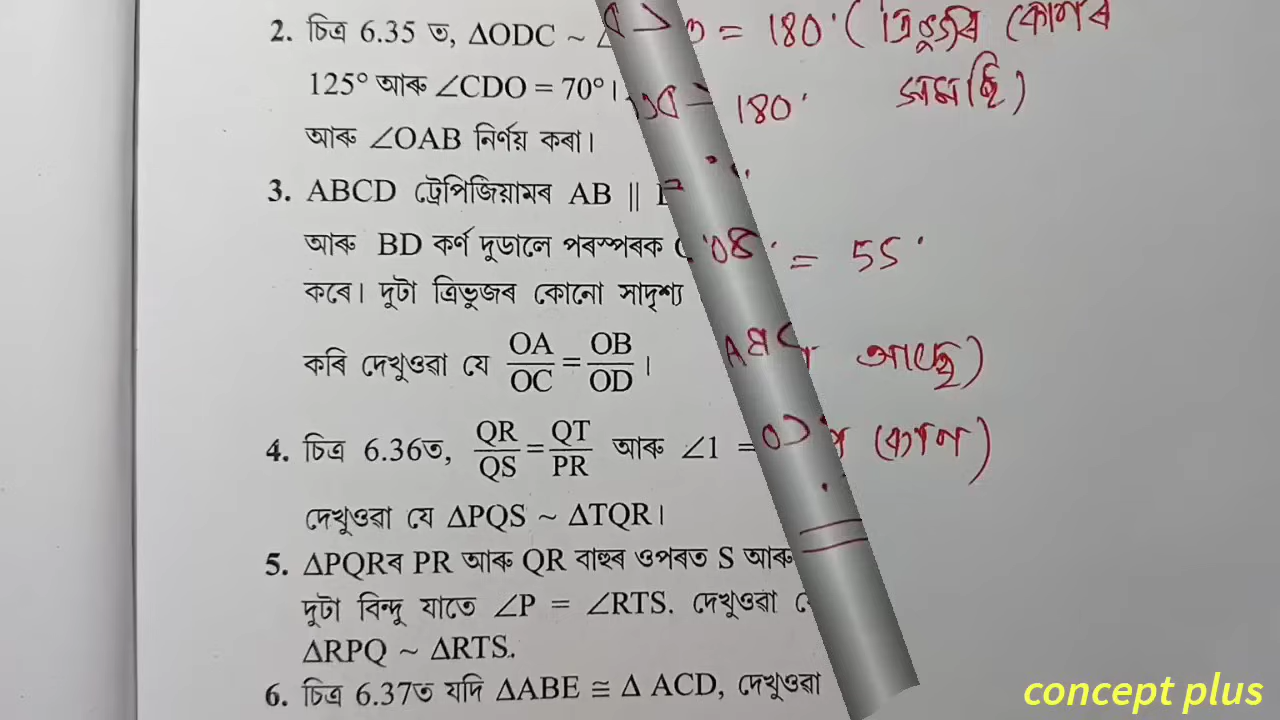 2. চিত্ৰ 6.35 ত, ΔODC ~
125° আৰু ∠CDO = 70°।
আৰু ∠OAB নিৰ্ণয় কৰা।
3. ABCD ট্ৰেপিজিয়ামৰ AB ||
আৰু BD কৰ্ণ দুডালে পৰস্পৰক
কৰে। দুটা ত্ৰিভুজৰ কোনো সাদৃশ্য
কৰি দেখুওৱা যে OA/OC = OB/OD ।
4. চিত্ৰ 6.36ত, QR/QS = QT/PR আৰু ∠1 =
দেখুওৱা যে ΔPQS ~ ΔTQR।
5. ΔPQRৰ PR আৰু QR বাহুৰ ওপৰত S আৰু
দুটা বিন্দু যাতে ∠P = ∠RTS. দেখুওৱা
ΔRPQ ~ ΔRTS.
6. চিত্ৰ 6.37ত যদি ΔABE ≅ Δ ACD, দেখুওৱা
= 180° ( ত্ৰিভুজৰ কোণৰ
180° সমষ্টি)
= 55°
আছে)
কোণ)
concept plus